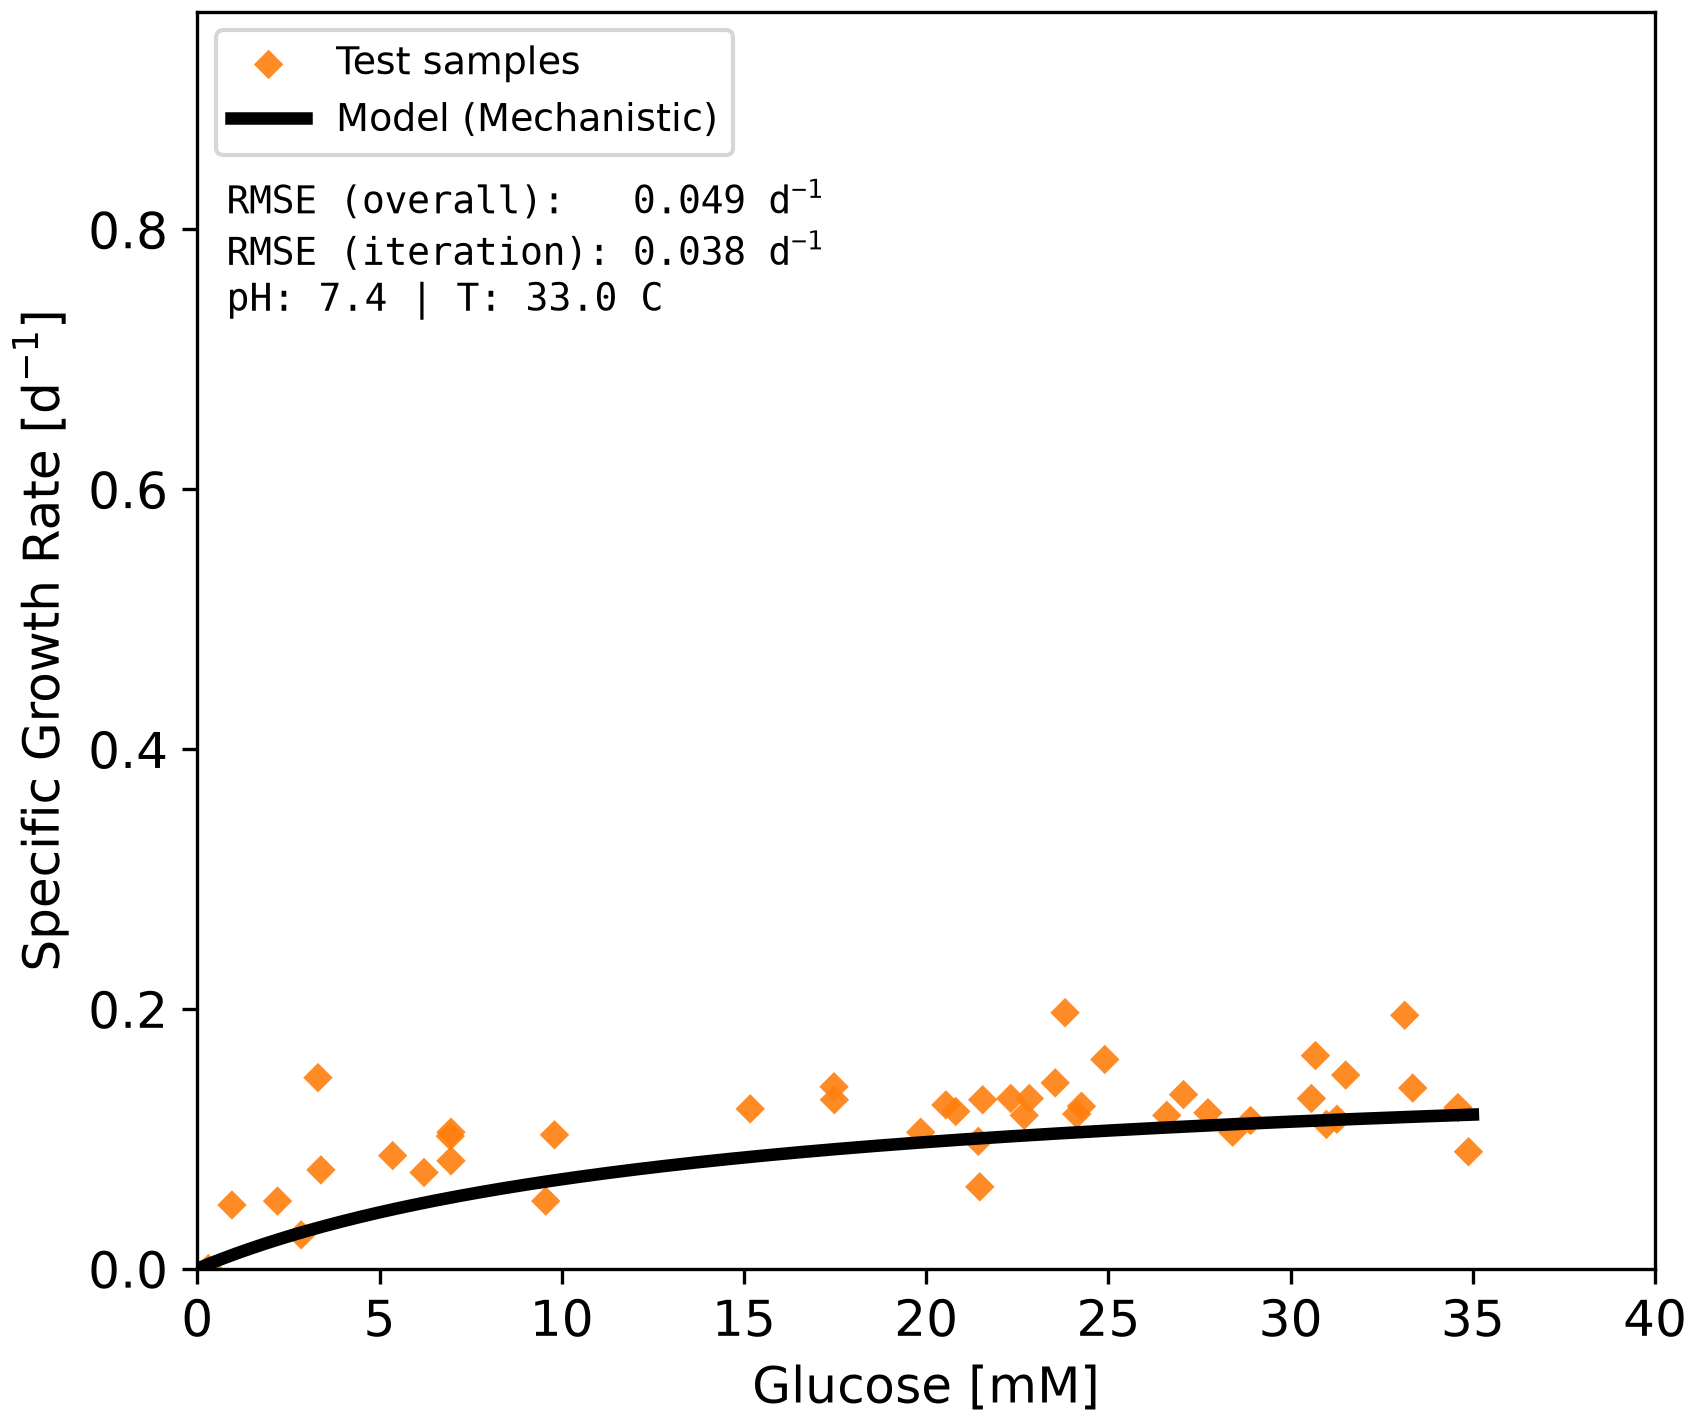 Test samples
Model (Mechanistic)
RMSE (overall):   0.049 d⁻¹
RMSE (iteration): 0.038 d⁻¹
pH: 7.4 | T: 33.0 C
Specific Growth Rate [d⁻¹]
0.8
0.6
0.4
0.2
0.0
0 5 10 15 20 25 30 35 40
Glucose [mM]